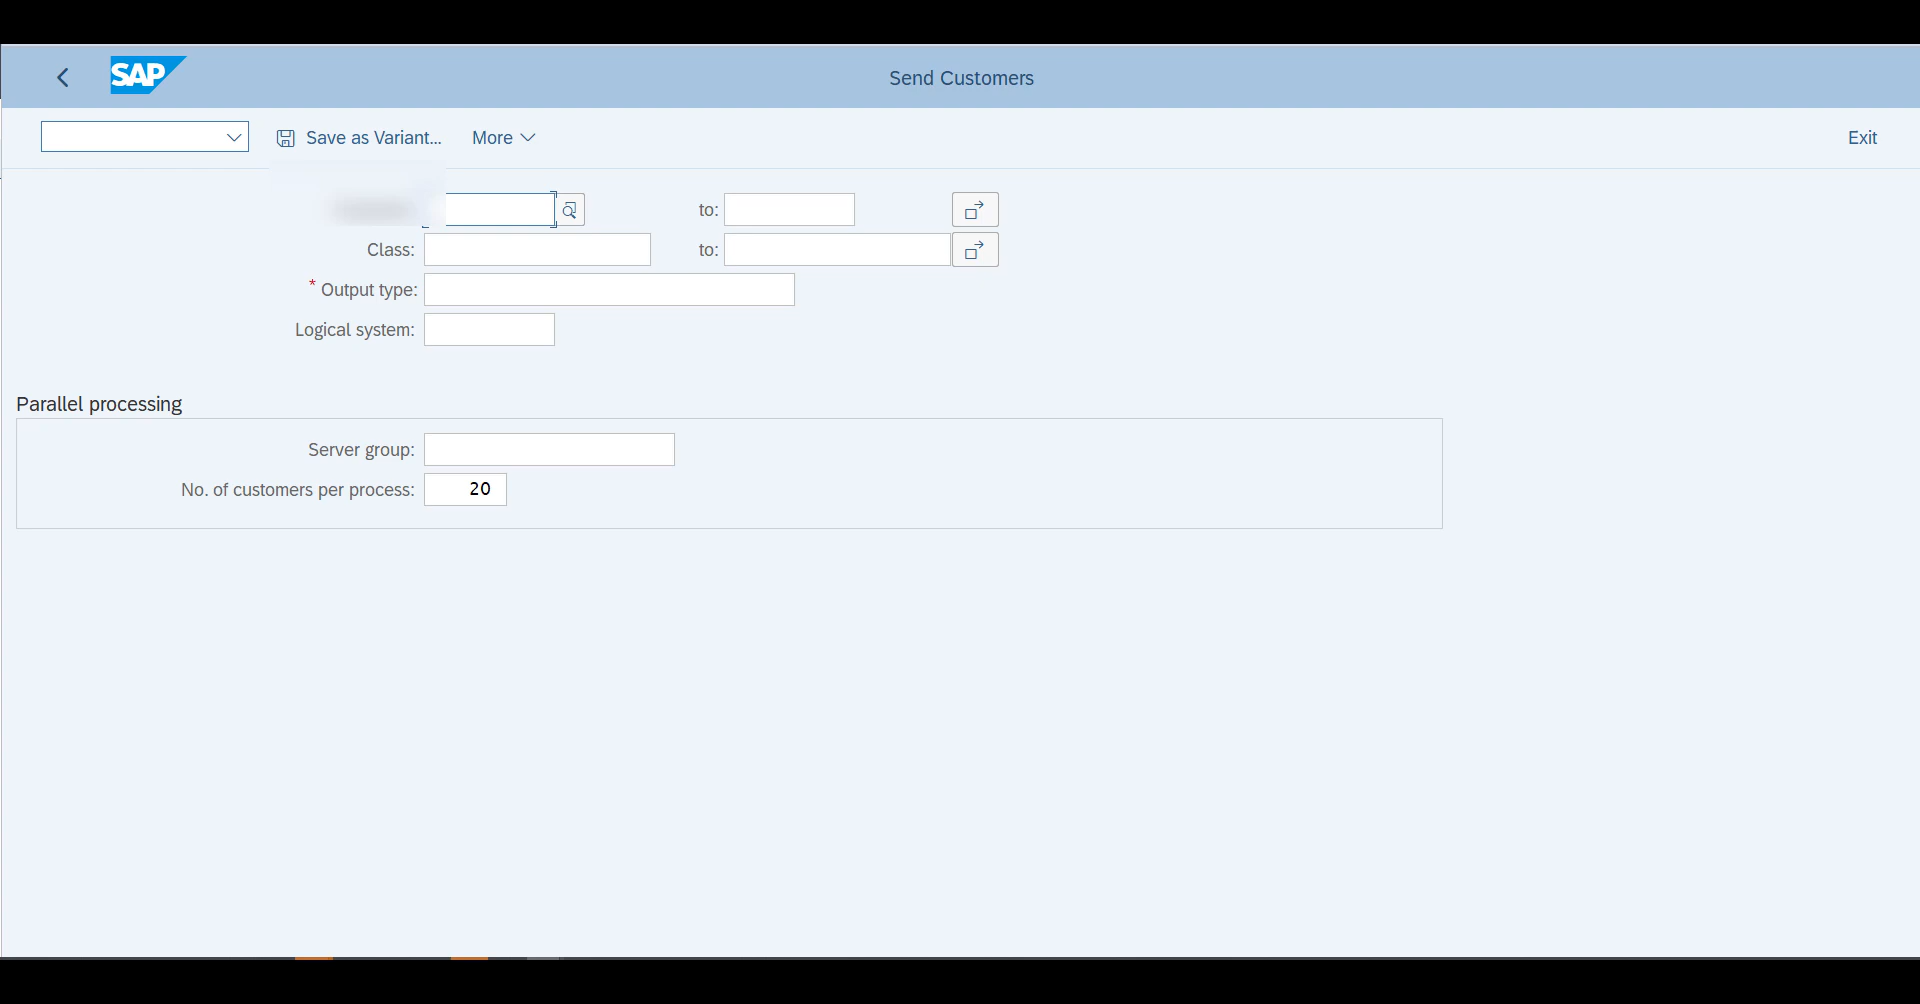 SAP
Send Customers
Save as Variant... More Exit
to:
Class: to:
* Output type:
Logical system:
Parallel processing
Server group:
No. of customers per process: 20